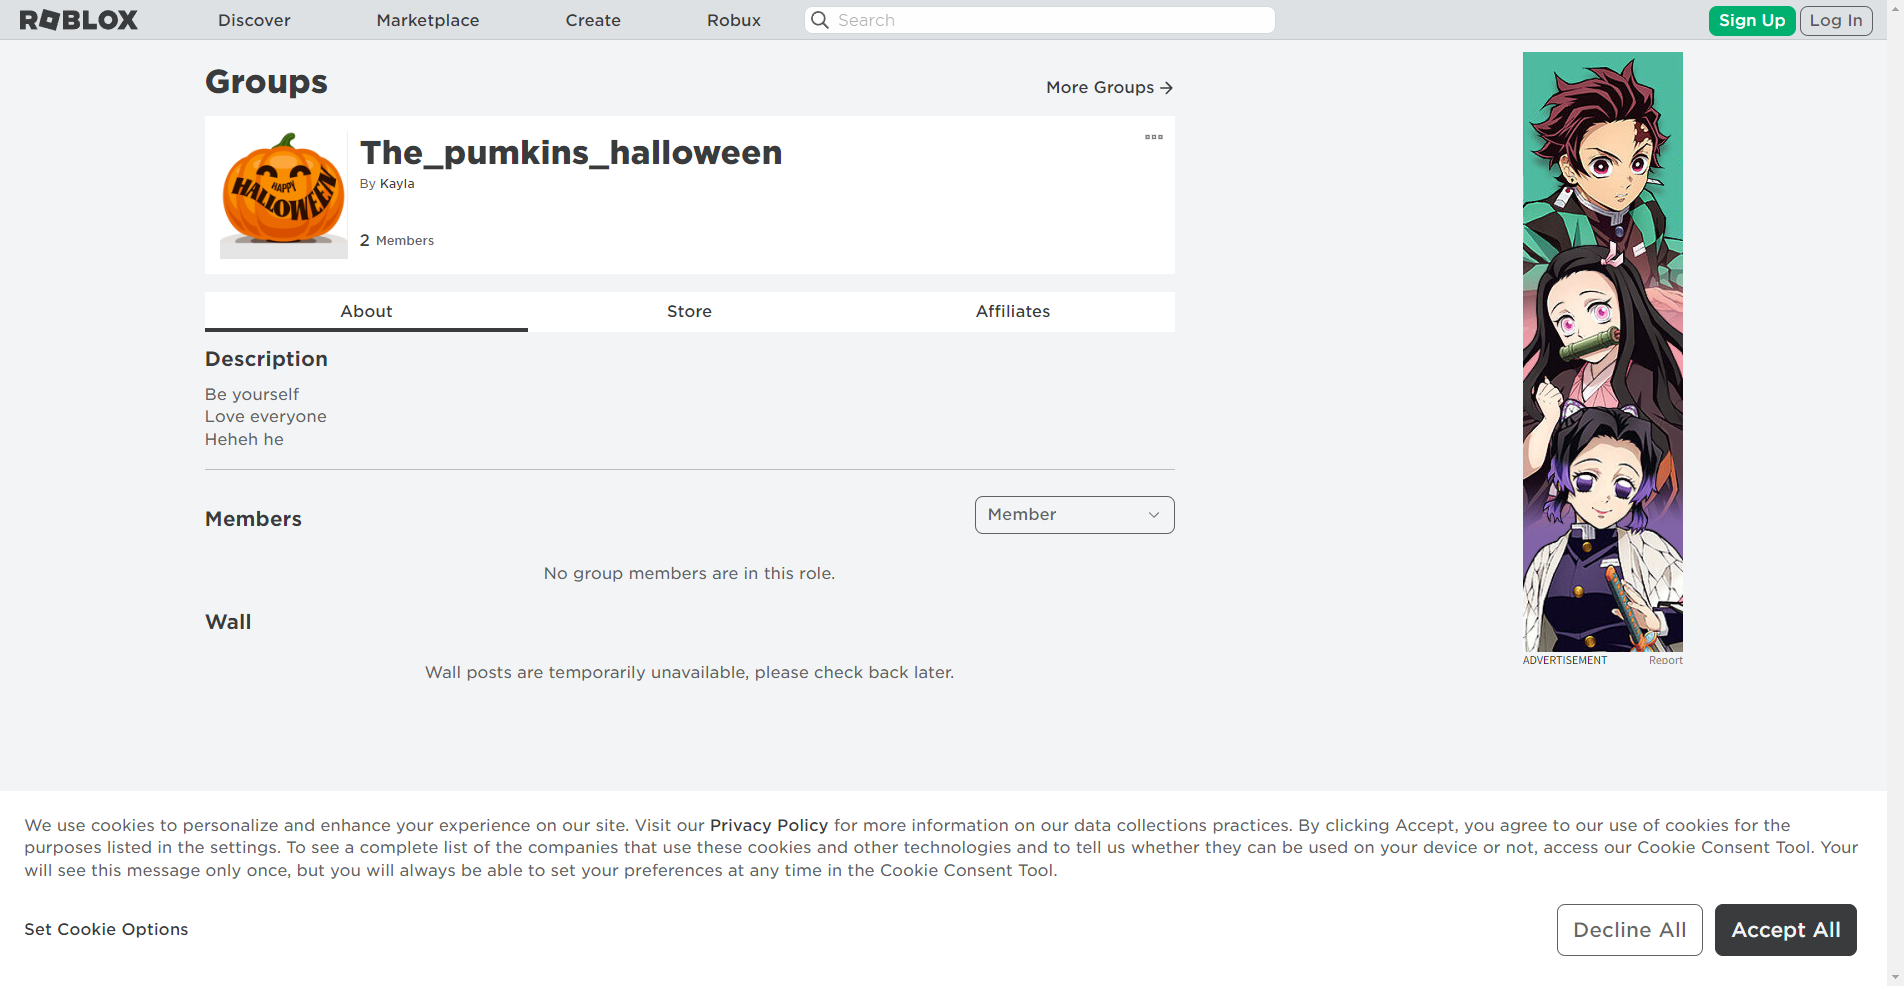 ROBLOX
Discover
Marketplace
Create
Robux
Search
Sign Up
Log In
Groups
More Groups →
HAPPY
HALLOWEEN
The_pumkins_halloween
By Kayla
2 Members
About
Store
Affiliates
Description
Be yourself
Love everyone
Heheh he
Members
Member
No group members are in this role.
Wall
Wall posts are temporarily unavailable, please check back later.
ADVERTISEMENT
Report
We use cookies to personalize and enhance your experience on our site. Visit our Privacy Policy for more information on our data collections practices. By clicking Accept, you agree to our use of cookies for the
purposes listed in the settings. To see a complete list of the companies that use these cookies and other technologies and to tell us whether they can be used on your device or not, access our Cookie Consent Tool. Your
will see this message only once, but you will always be able to set your preferences at any time in the Cookie Consent Tool.
Set Cookie Options
Decline All
Accept All